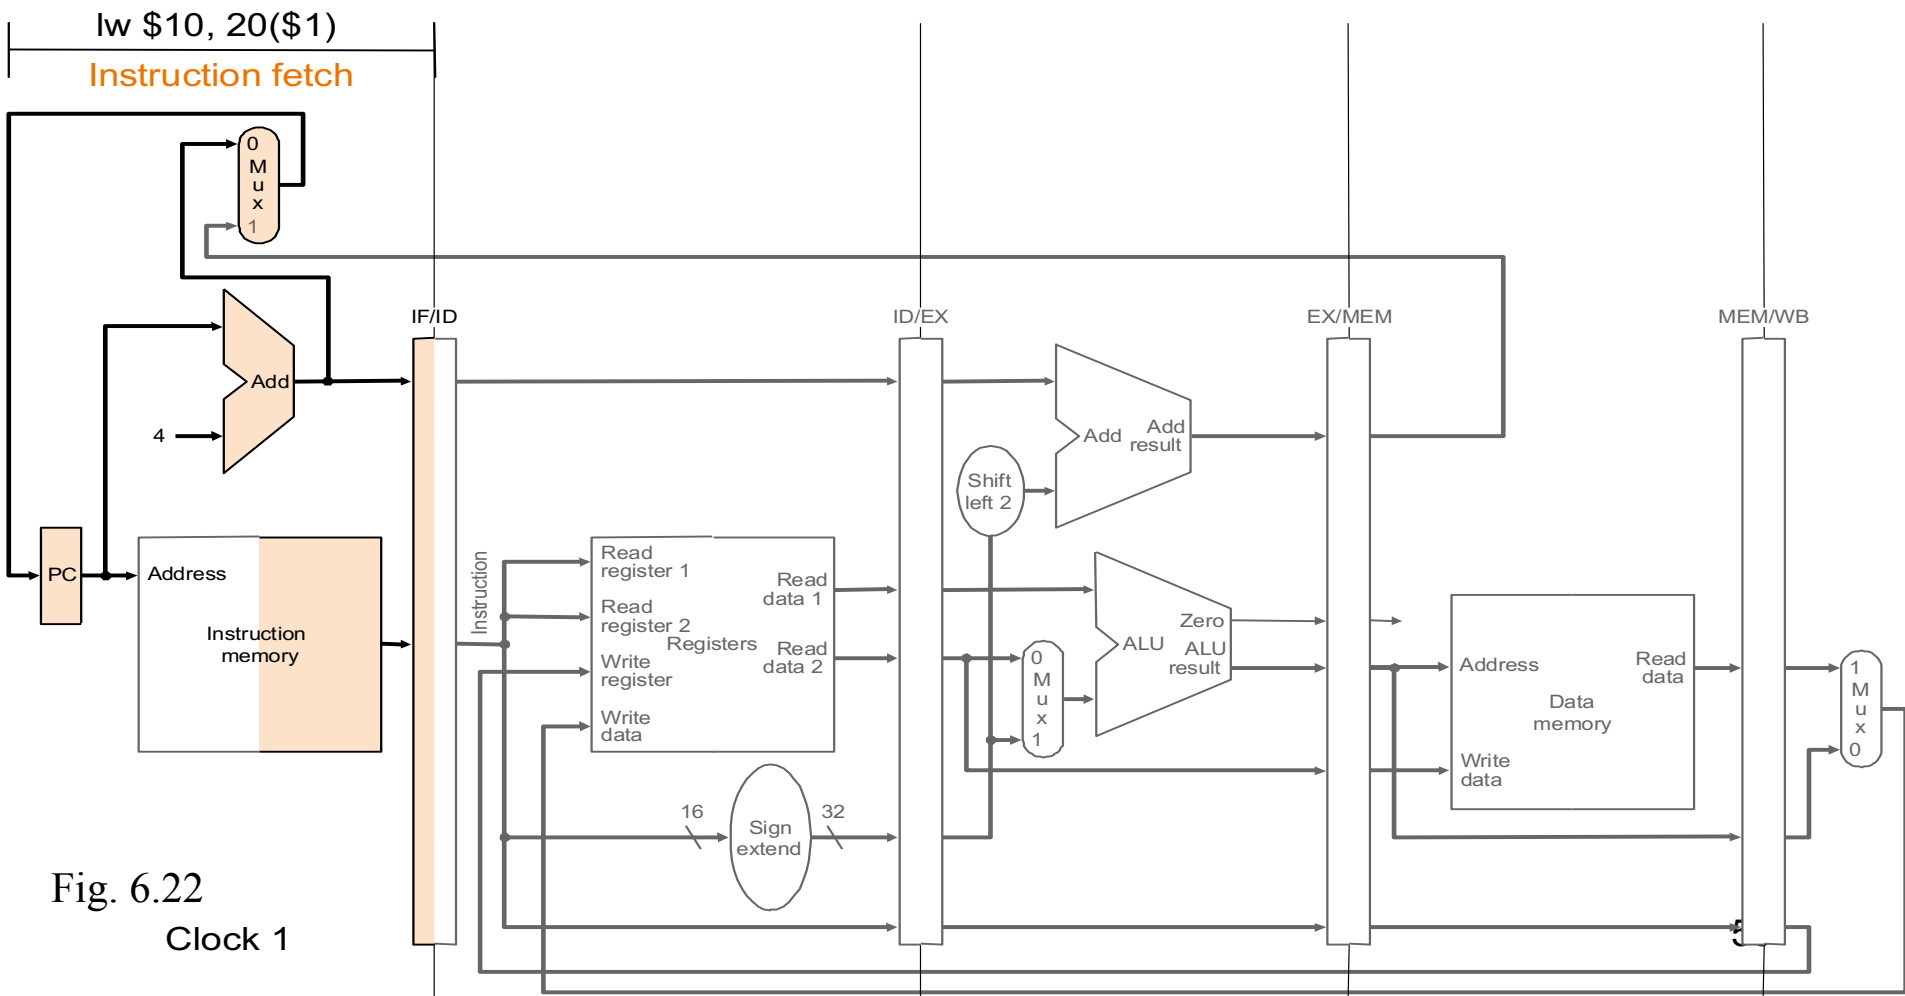 lw $10, 20($1)
Instruction fetch
0
M
u
x
1
IF/ID
ID/EX
EX/MEM
MEM/WB
Add
4
Add
Add
result
Shift
left 2
PC
Address
Instruction
memory
Instruction
Read
register 1
Read
register 2
Registers
Write
register
Write
data
Read
data 1
Read
data 2
0
M
u
x
1
Zero
ALU
ALU
result
Address
Read
data
Data
memory
Write
data
1
M
u
x
0
16
Sign
extend
32
Fig. 6.22
Clock 1